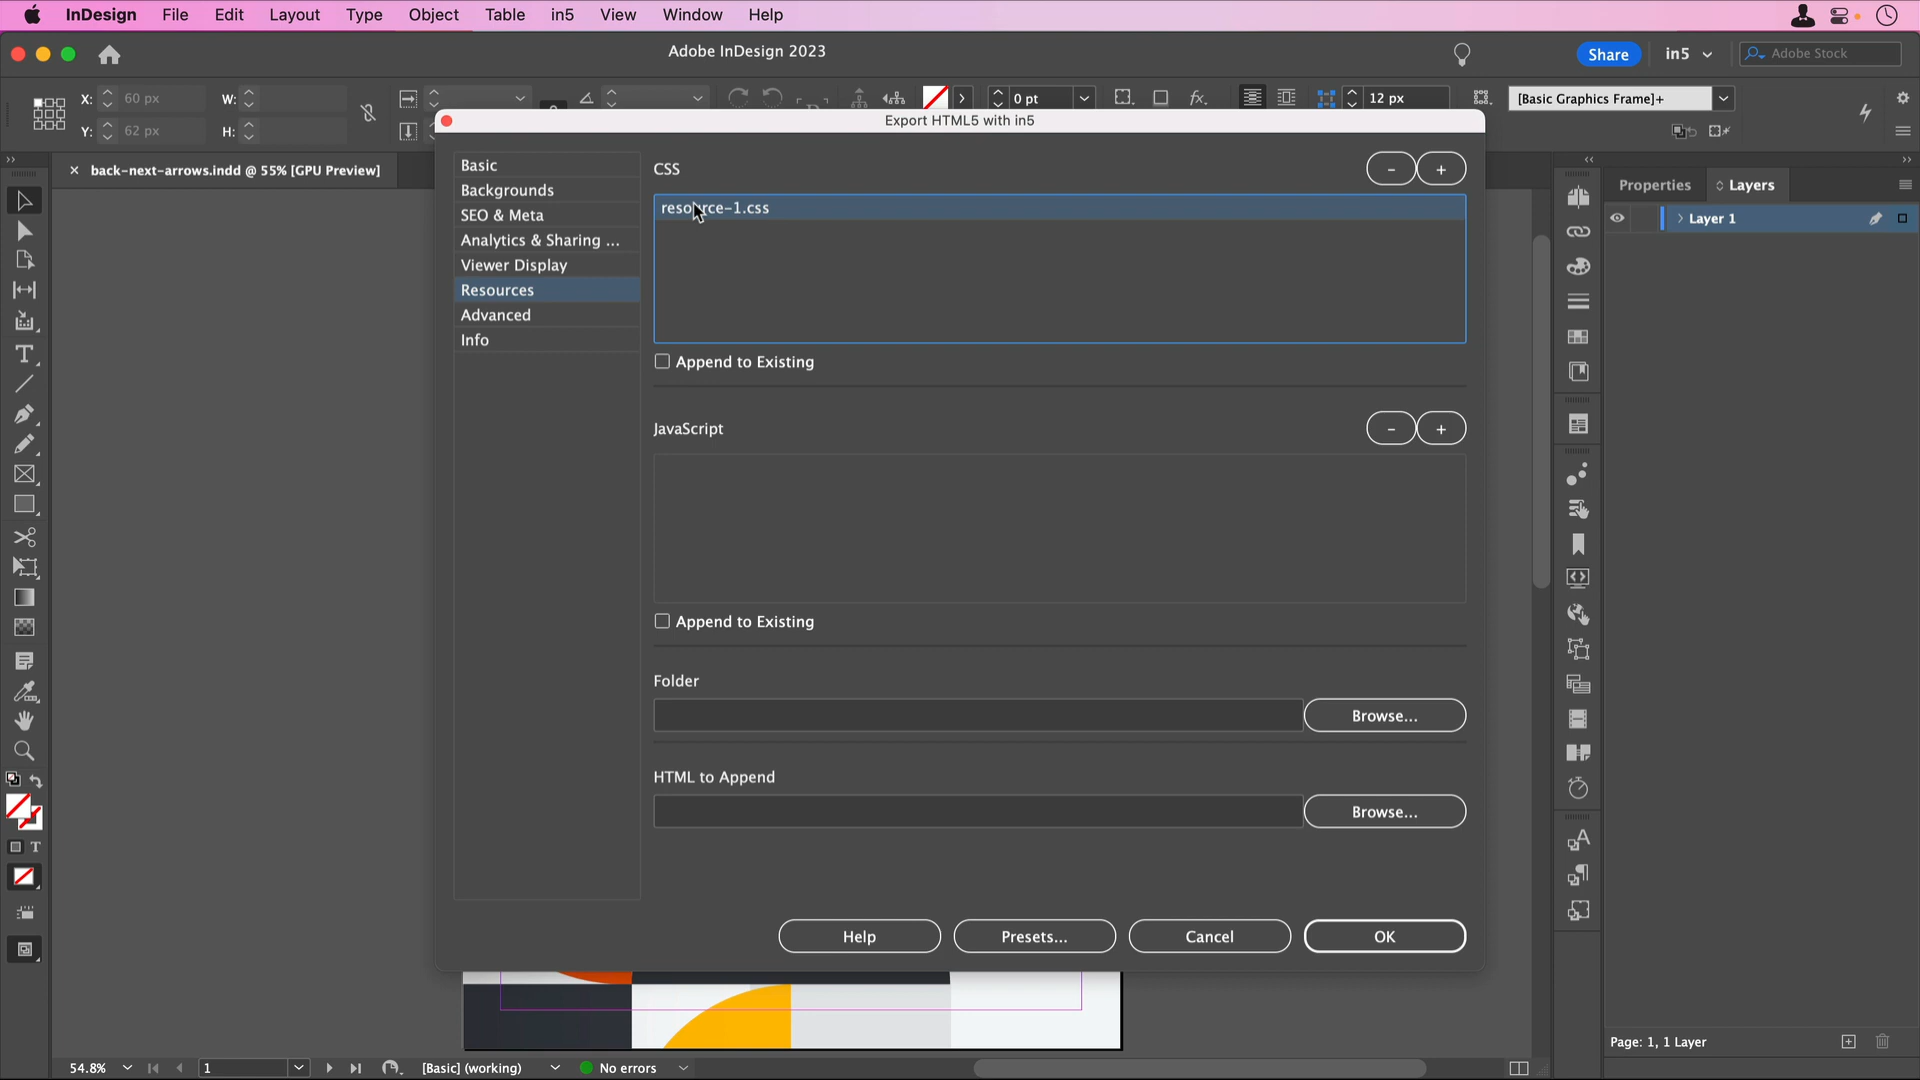 InDesign File Edit Layout Type Object Table in5 View Window Help
Adobe InDesign 2023
Share
in5
Adobe Stock
X: 60 px
W:
0 pt
12 px
[Basic Graphics Frame]+
Y: 62 px
H:
Export HTML5 with in5
back-next-arrows.indd @ 55% [GPU Preview]
Basic
Backgrounds
SEO & Meta
Analytics & Sharing ...
Viewer Display
Resources
Advanced
Info
CSS
- +
resource-1.css
Append to Existing
JavaScript
- +
Append to Existing
Folder
Browse...
HTML to Append
Browse...
Help
Presets...
Cancel
OK
Properties
Layers
Layer 1
Page: 1, 1 Layer
54.8%
1
[Basic] (working)
No errors